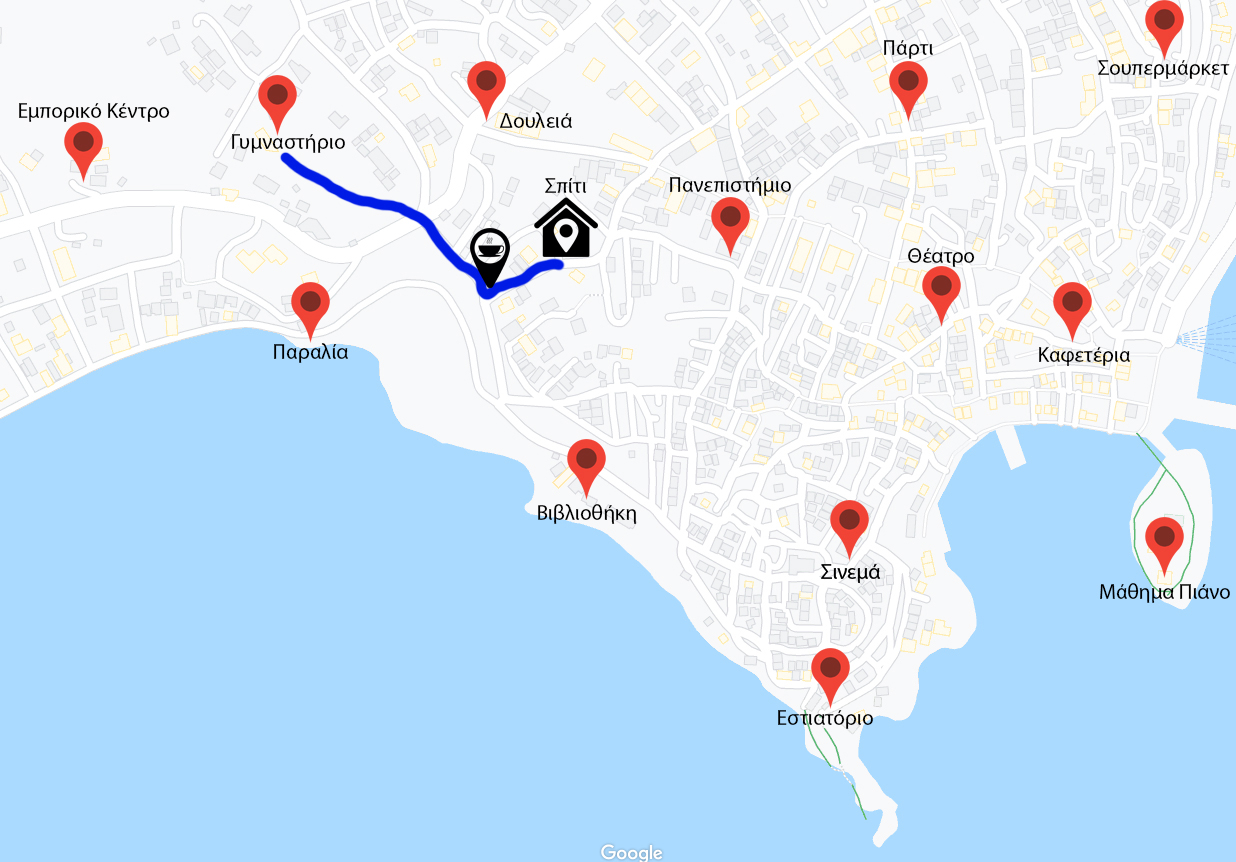 Σουπερμάρκετ
Πάρτι
Εμπορικό Κέντρο
Γυμναστήριο
Δουλειά
Σπίτι
Πανεπιστήμιο
Θέατρο
Παραλία
Καφετέρια
Βιβλιοθήκη
Σινεμά
Μάθημα Πιάνο
Εστιατόριο
Google